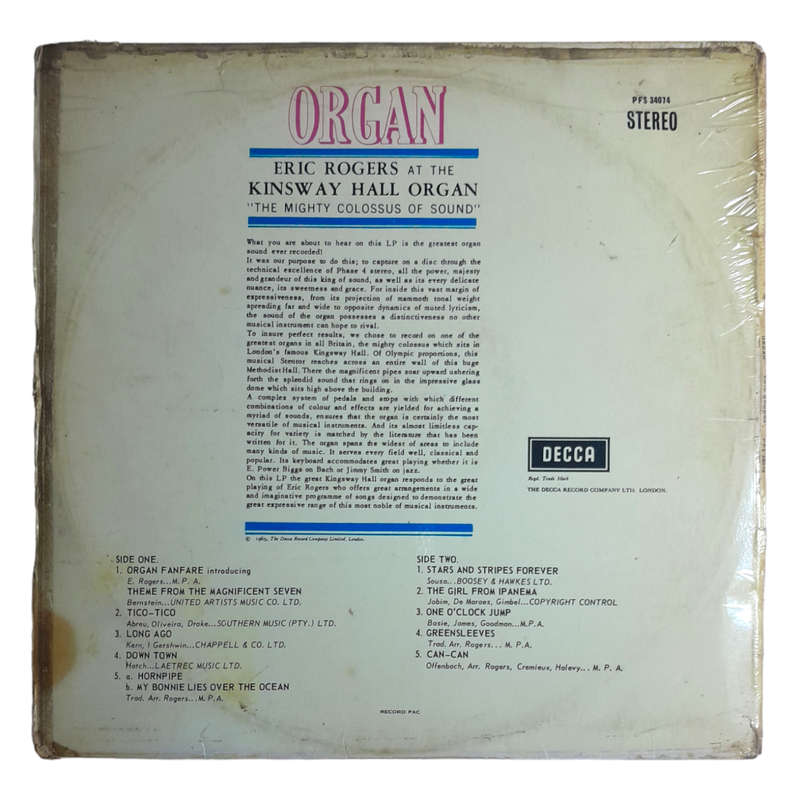 ORGAN
PFS 34074
STEREO
ERIC ROGERS AT THE
KINSWAY HALL ORGAN
"THE MIGHTY COLOSSUS OF SOUND"
What you are about to hear on this LP is the greatest organ
sound ever recorded!
It was our purpose to do this; to capture on a disc through the
technical excellence of Phase 4 stereo, all the power, majesty
and grandeur of this king of sound, as well as its every delicate
nuance, its sweetness and grace. For inside this vast margin of
expressiveness, from its projection of mammoth tonal weight
spreading far and wide to opposite dynamics of muted lyricism,
the sound of the organ possesses a distinctiveness no other
musical instrument can hope to rival.
To insure perfect results, we chose to record on one of the
greatest organs in all Britain, the mighty colossus which sits in
London's famous Kingsway Hall. Of Olympic proportions, this
musical Stentor reaches across an entire wall of this huge
Methodist Hall. There the magnificent pipes soar upward ushering
forth the splendid sound that rings on in the impressive glass
dome which sits high above the building.
A complex system of pedals and stops with which different
combinations of colour and effects are yielded for achieving a
myriad of sounds, ensures that the organ is certainly the most
versatile of musical instruments. And its almost limitless cap-
acity for variety is matched by the literature that has been
written for it. The organ spans the widest of areas to include
many kinds of music. It serves every field well, classical and
popular. Its keyboard accommodates great playing whether it is
E. Power Biggs on Bach or Jimmy Smith on jazz.
On this LP the great Kingsway Hall organ responds to the great
playing of Eric Rogers who offers great arrangements in a wide
and imaginative programme of songs designed to demonstrate the
great expressive range of this most noble of musical instruments.
© 1965, The Decca Record Company Limited, London.
DECCA
Regd. Trade Mark
THE DECCA RECORD COMPANY LTD. LONDON.
SIDE ONE.
1. ORGAN FANFARE introducing
E. Rogers...M. P. A.
THEME FROM THE MAGNIFICENT SEVEN
Bernstein...UNITED ARTISTS MUSIC CO. LTD.
2. TICO-TICO
Abreu, Oliveira, Drake...SOUTHERN MUSIC (PTY.) LTD.
3. LONG AGO
Kern, I Gershwin...CHAPPELL & CO. LTD.
4. DOWN TOWN
Hatch...LAETREC MUSIC LTD.
5. a. HORNPIPE
b. MY BONNIE LIES OVER THE OCEAN
Trad. Arr. Rogers...M. P. A.
SIDE TWO.
1. STARS AND STRIPES FOREVER
Sousa...BOOSEY & HAWKES LTD.
2. THE GIRL FROM IPANEMA
Jobim, De Moraes, Gimbel...COPYRIGHT CONTROL
3. ONE O'CLOCK JUMP
Basie, James, Goodman...M.P.A.
4. GREENSLEEVES
Trad. Arr. Rogers... M. P. A.
5. CAN-CAN
Offenbach, Arr. Rogers, Cremieux, Halevy... M. P. A.
RECORD PAC